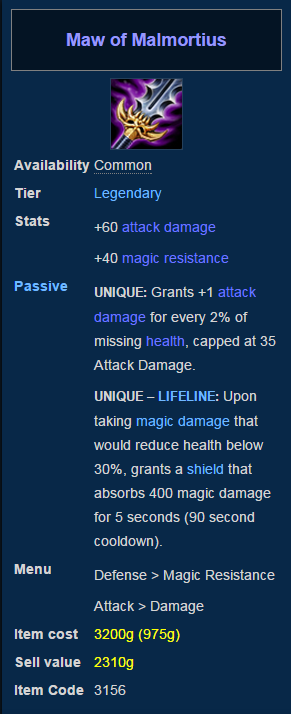 Maw of Malmortius
Availability Common
Tier Legendary
Stats +60 attack damage
+40 magic resistance
Passive UNIQUE: Grants +1 attack
damage for every 2% of
missing health, capped at 35
Attack Damage.
UNIQUE – LIFELINE: Upon
taking magic damage that
would reduce health below
30%, grants a shield that
absorbs 400 magic damage
for 5 seconds (90 second
cooldown).
Menu Defense > Magic Resistance
Attack > Damage
Item cost 3200g (975g)
Sell value 2310g
Item Code 3156